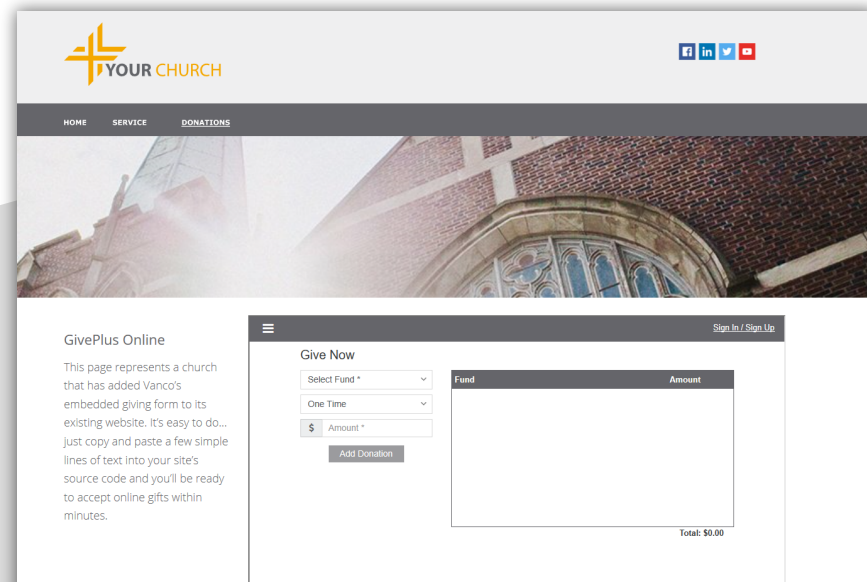 YOUR CHURCH
HOME SERVICE DONATIONS
GivePlus Online
This page represents a church
that has added Vanco's
embedded giving form to its
existing website. It's easy to do...
just copy and paste a few simple
lines of text into your site's
source code and you'll be ready
to accept online gifts within
minutes.
Sign In / Sign Up
Give Now
Select Fund *
One Time
$ Amount *
Add Donation
Fund Amount
Total: $0.00